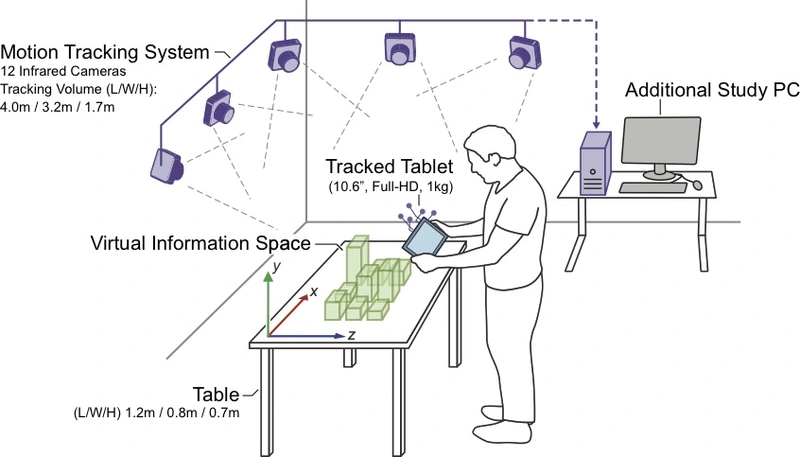 Motion Tracking System
12 Infrared Cameras
Tracking Volume (L/W/H):
4.0m / 3.2m / 1.7m
Additional Study PC
Tracked Tablet
(10.6”, Full-HD, 1kg)
Virtual Information Space
y
x
z
Table
(L/W/H) 1.2m / 0.8m / 0.7m